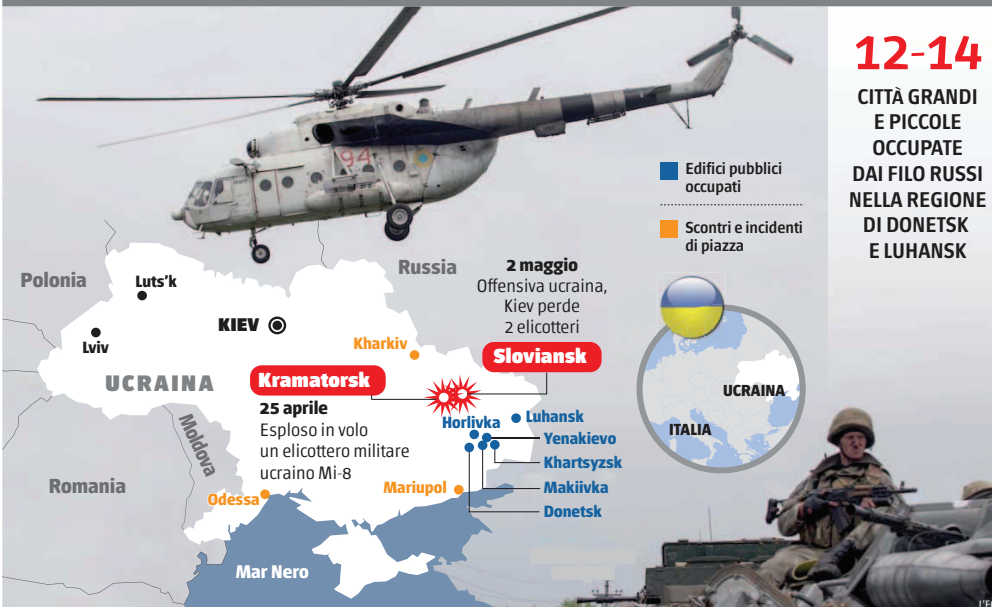 12-14
CITTÀ GRANDI
E PICCOLE
OCCUPATE
DAI FILO RUSSI
NELLA REGIONE
DI DONETSK
E LUHANSK
94
Edifici pubblici
occupati
Scontri e incidenti
di piazza
Polonia
Russia
Luts'k
Lviv
KIEV
Kharkiv
UCRAINA
2 maggio
Offensiva ucraina,
Kiev perde
2 elicotteri
Sloviansk
Kramatorsk
25 aprile
Esploso in volo
un elicottero militare
ucraino Mi-8
Horlivka
Luhansk
Yenakievo
Khartsyzsk
Makiivka
Donetsk
Mariupol
Moldova
Romania
Odessa
Mar Nero
UCRAINA
ITALIA